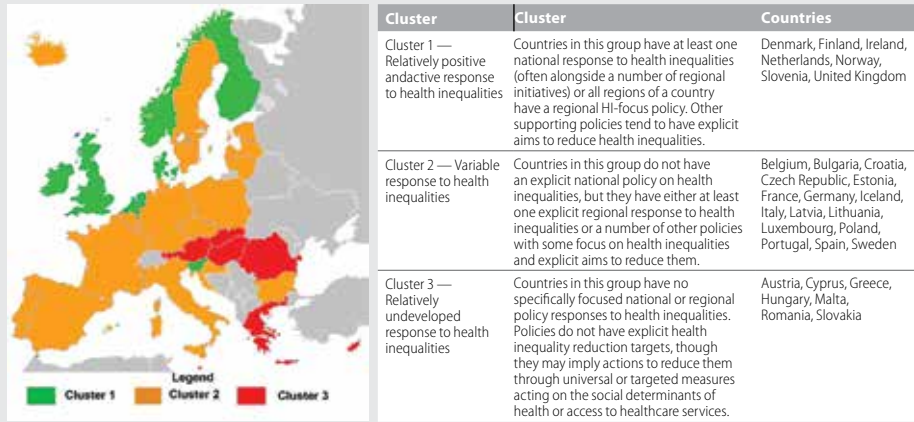 Cluster
Cluster
Countries
Cluster 1 —
Relatively positive
andactive response
to health inequalities
Countries in this group have at least one
national response to health inequalities
(often alongside a number of regional
initiatives) or all regions of a country
have a regional HI-focus policy. Other
supporting policies tend to have explicit
aims to reduce health inequalities.
Denmark, Finland, Ireland,
Netherlands, Norway,
Slovenia, United Kingdom
Cluster 2 — Variable
response to health
inequalities
Countries in this group do not have
an explicit national policy on health
inequalities, but they have either at least
one explicit regional response to health
inequalities or a number of other policies
with some focus on health inequalities
and explicit aims to reduce them.
Belgium, Bulgaria, Croatia,
Czech Republic, Estonia,
France, Germany, Iceland,
Italy, Latvia, Lithuania,
Luxembourg, Poland,
Portugal, Spain, Sweden
Cluster 3 —
Relatively
undeveloped
response to health
inequalities
Countries in this group have no
specifically focused national or regional
policy responses to health inequalities.
Policies do not have explicit health
inequality reduction targets, though
they may imply actions to reduce them
through universal or targeted measures
acting on the social determinants of
health or access to healthcare services.
Austria, Cyprus, Greece,
Hungary, Malta,
Romania, Slovakia
Legend
Cluster 1
Cluster 2
Cluster 3